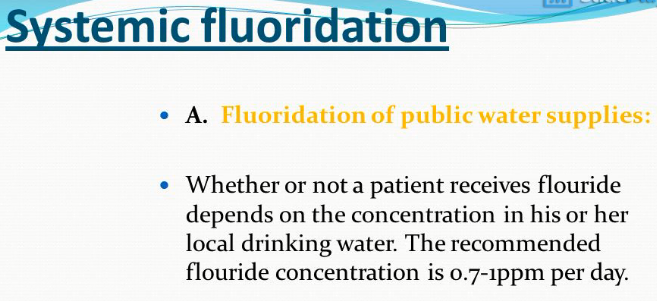 Systemic fluoridation
• A. Fluoridation of public water supplies:
• Whether or not a patient receives flouride
depends on the concentration in his or her
local drinking water. The recommended
flouride concentration is 0.7-1ppm per day.